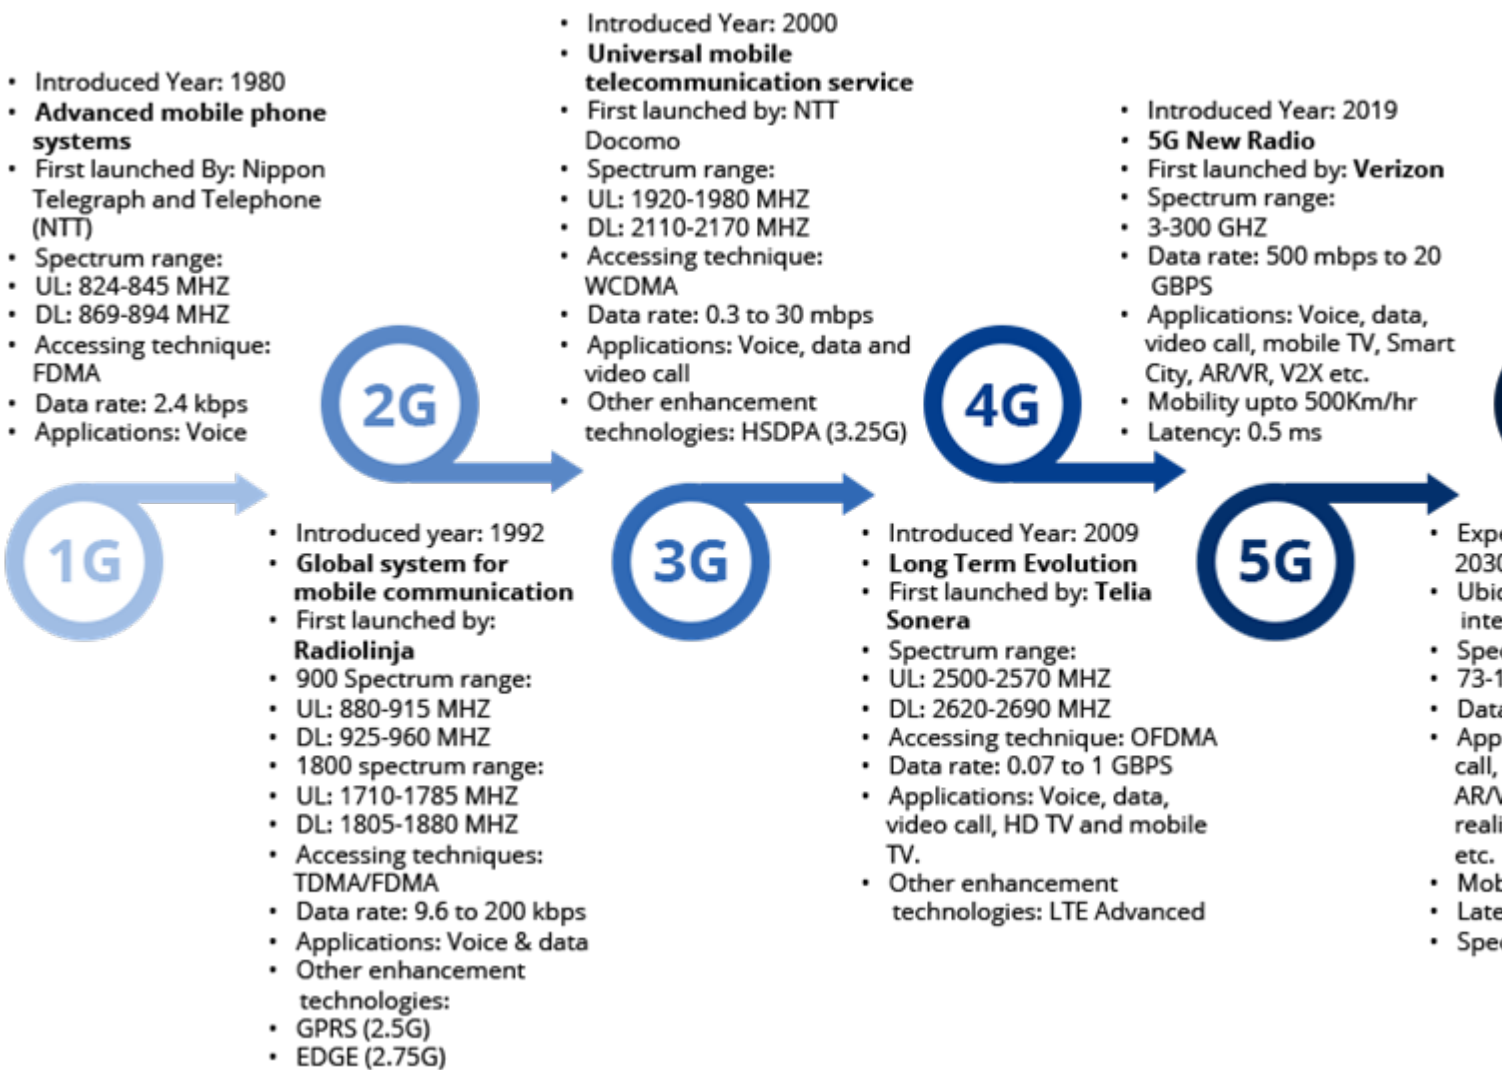 • Introduced Year: 1980
• Advanced mobile phone
systems
• First launched By: Nippon
Telegraph and Telephone
(NTT)
• Spectrum range:
• UL: 824-845 MHZ
• DL: 869-894 MHZ
• Accessing technique:
FDMA
• Data rate: 2.4 kbps
• Applications: Voice
1G
2G
• Introduced year: 1992
• Global system for
mobile communication
• First launched by:
Radiolinja
• 900 Spectrum range:
• UL: 880-915 MHZ
• DL: 925-960 MHZ
• 1800 spectrum range:
• UL: 1710-1785 MHZ
• DL: 1805-1880 MHZ
• Accessing techniques:
TDMA/FDMA
• Data rate: 9.6 to 200 kbps
• Applications: Voice & data
• Other enhancement
technologies:
• GPRS (2.5G)
• EDGE (2.75G)
• Introduced Year: 2000
• Universal mobile
telecommunication service
• First launched by: NTT
Docomo
• Spectrum range:
• UL: 1920-1980 MHZ
• DL: 2110-2170 MHZ
• Accessing technique:
WCDMA
• Data rate: 0.3 to 30 mbps
• Applications: Voice, data and
video call
• Other enhancement
technologies: HSDPA (3.25G)
3G
4G
• Introduced Year: 2009
• Long Term Evolution
• First launched by: Telia
Sonera
• Spectrum range:
• UL: 2500-2570 MHZ
• DL: 2620-2690 MHZ
• Accessing technique: OFDMA
• Data rate: 0.07 to 1 GBPS
• Applications: Voice, data,
video call, HD TV and mobile
TV.
• Other enhancement
technologies: LTE Advanced
• Introduced Year: 2019
• 5G New Radio
• First launched by: Verizon
• Spectrum range:
• 3-300 GHZ
• Data rate: 500 mbps to 20
GBPS
• Applications: Voice, data,
video call, mobile TV, Smart
City, AR/VR, V2X etc.
• Mobility upto 500Km/hr
• Latency: 0.5 ms
5G
call,
etc.